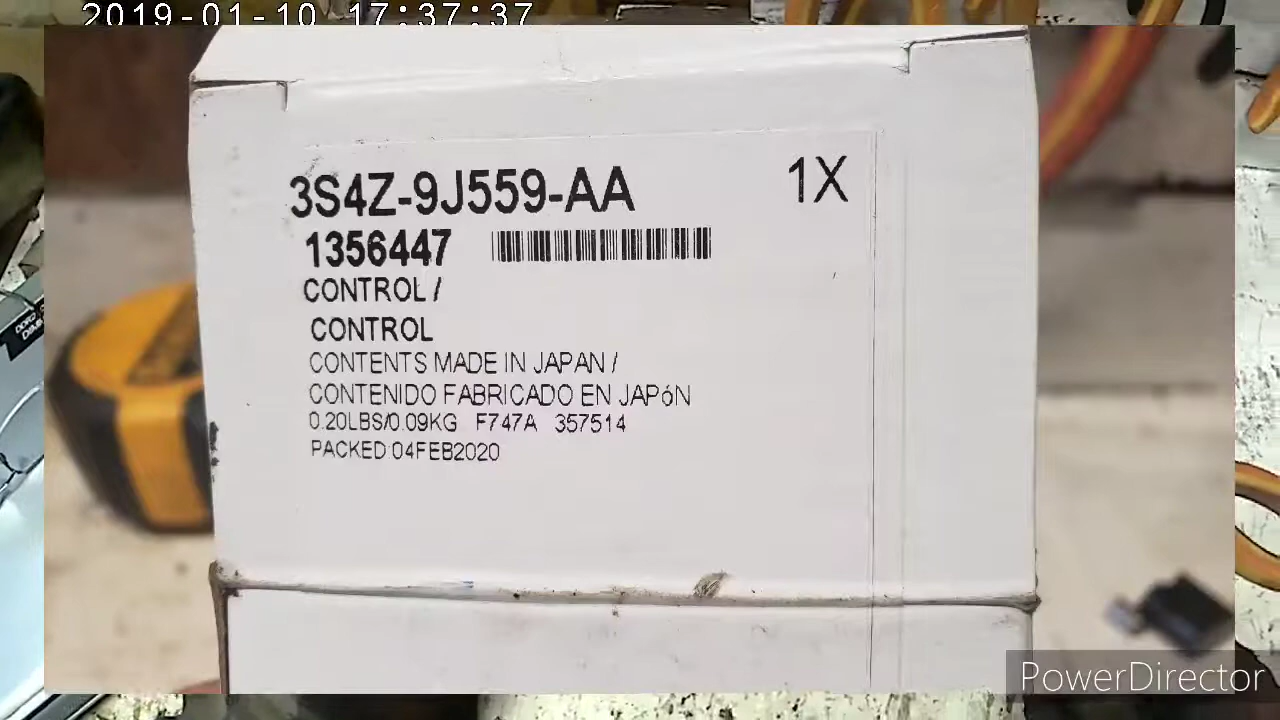 2019-01-10 17:37:37
3S4Z-9J559-AA 1X
1356447
CONTROL /
CONTROL
CONTENTS MADE IN JAPAN /
CONTENIDO FABRICADO EN JAPóN
0.20LBS/0.09KG F747A 357514
PACKED:04FEB2020
PowerDirector